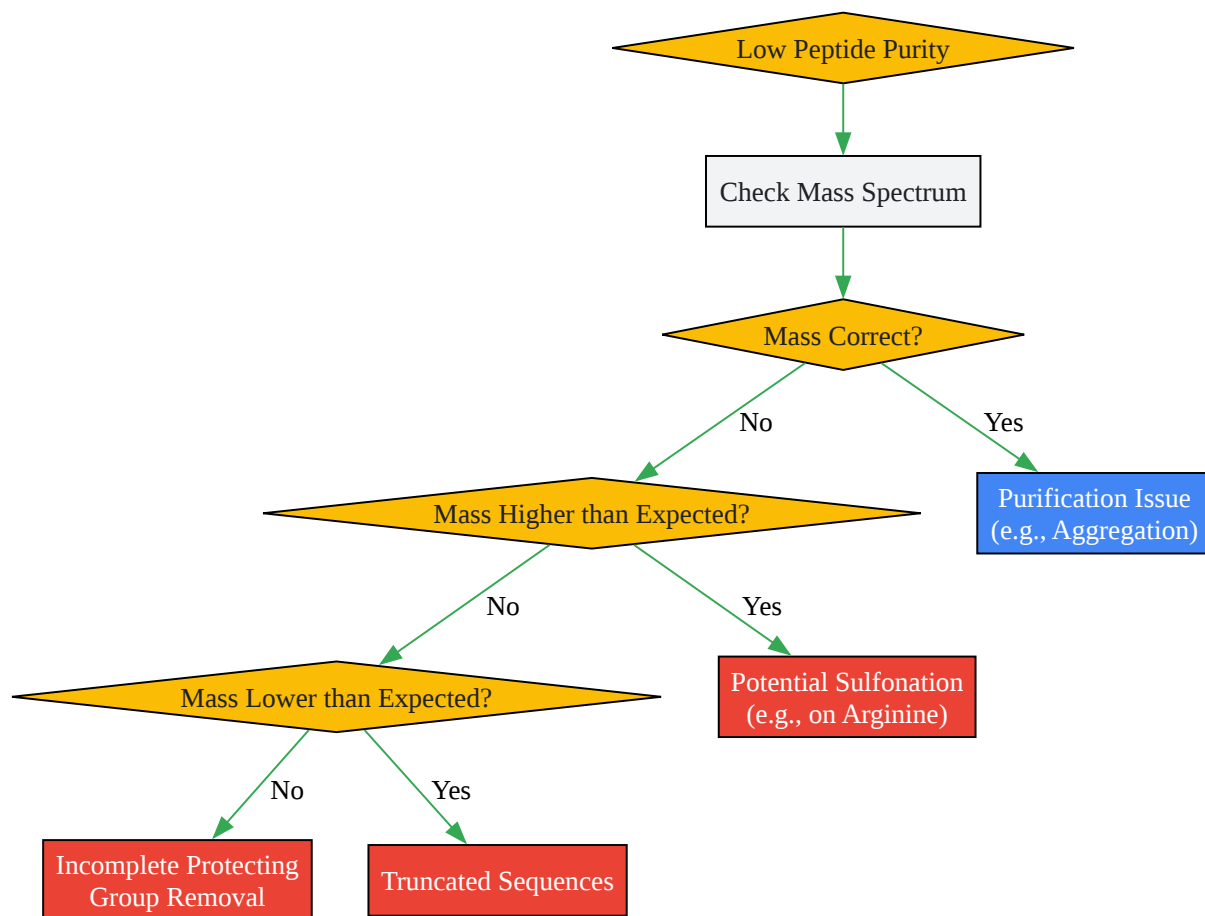 Low Peptide Purity
Check Mass Spectrum
Mass Correct?
No
Yes
Mass Higher than Expected?
Purification Issue
(e.g., Aggregation)
No
Yes
Mass Lower than Expected?
Potential Sulfonation
(e.g., on Arginine)
No
Yes
Incomplete Protecting
Group Removal
Truncated Sequences